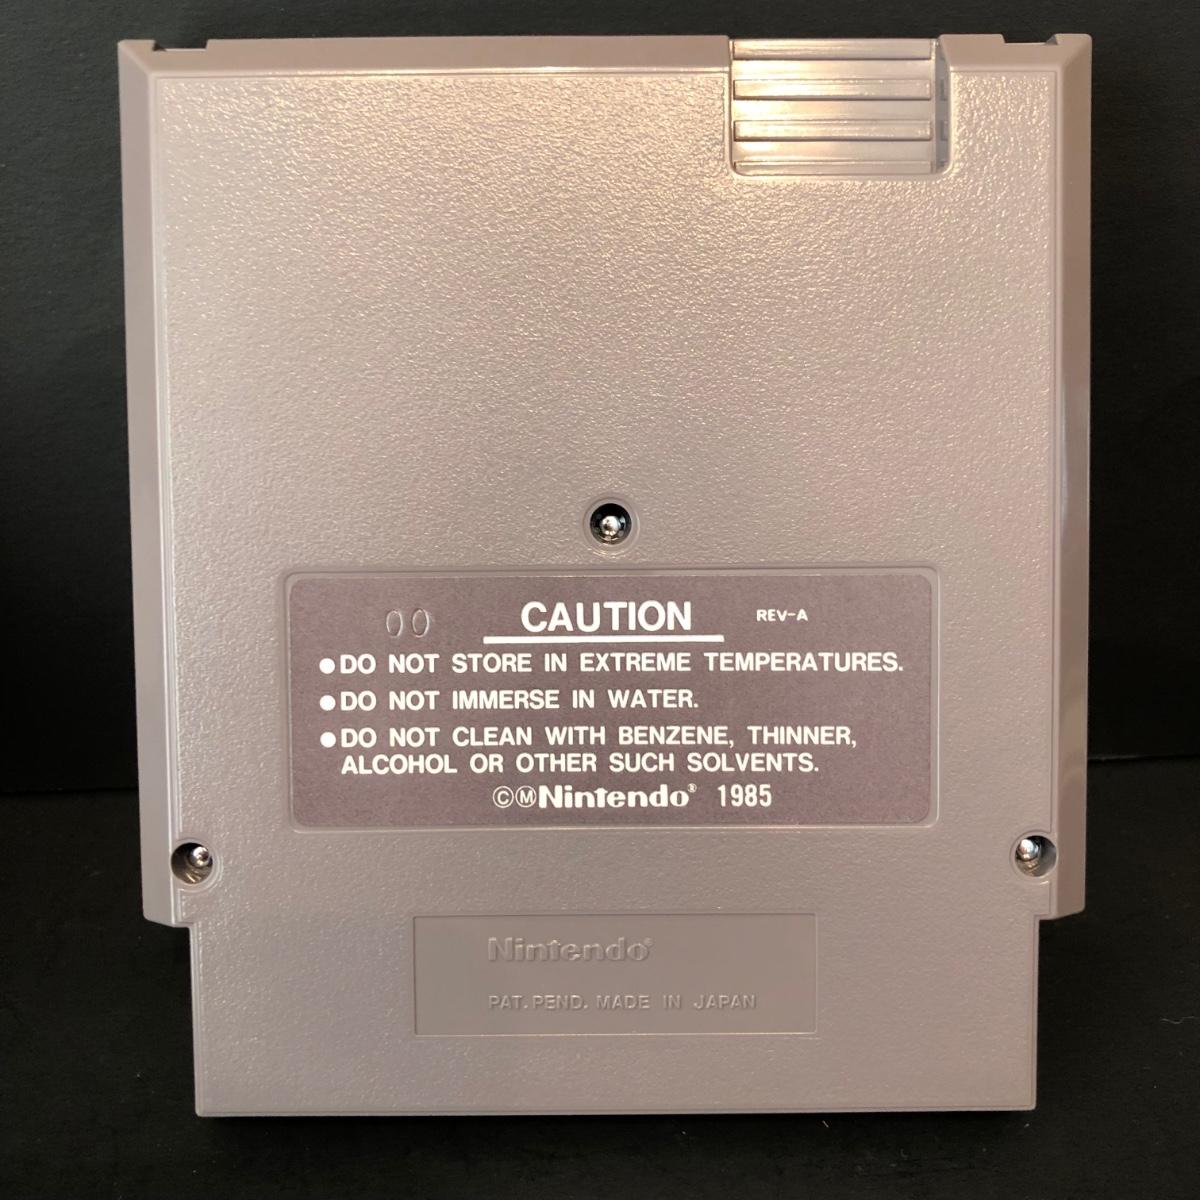 00 CAUTION REV-A
●DO NOT STORE IN EXTREME TEMPERATURES.
●DO NOT IMMERSE IN WATER.
●DO NOT CLEAN WITH BENZENE, THINNER,
ALCOHOL OR OTHER SUCH SOLVENTS.
©Ⓜ Nintendo® 1985
Nintendo®
PAT. PEND. MADE IN JAPAN